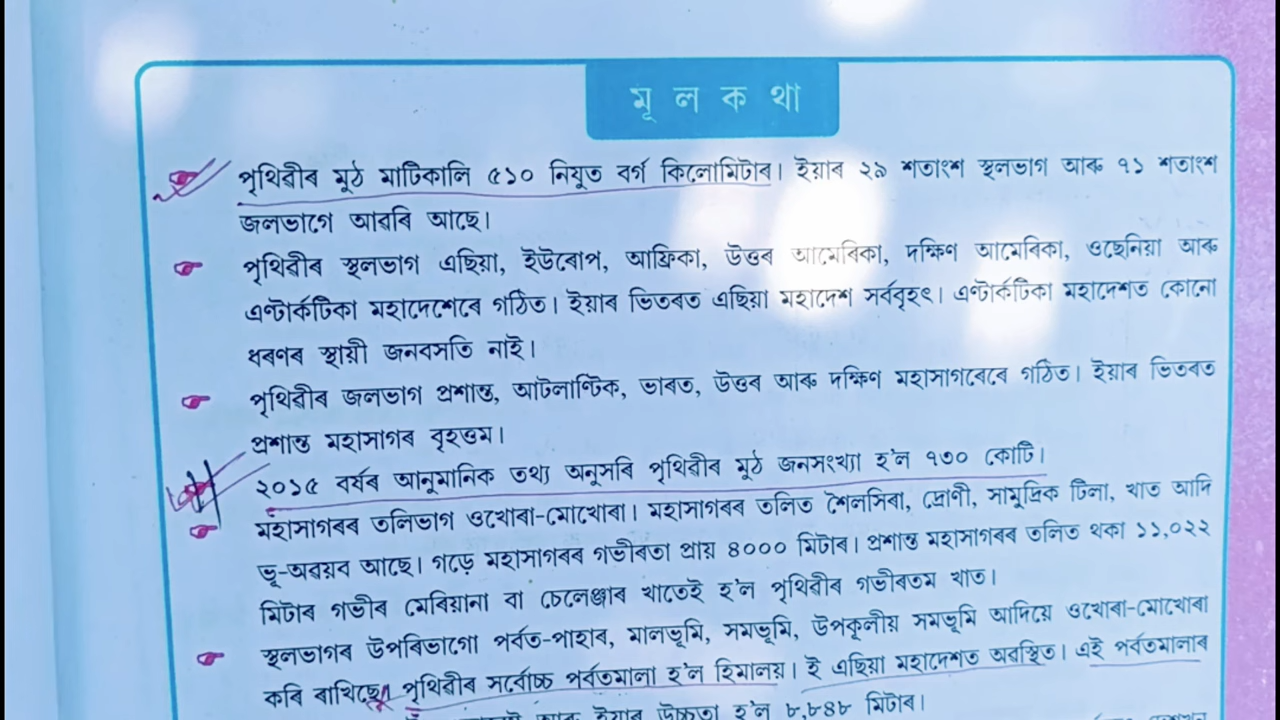 মূলকথা
পৃথিৱীৰ মুঠ মাটিকালি ৫১০ নিযুত বৰ্গ কিলোমিটাৰ। ইয়াৰ ২৯ শতাংশ স্থলভাগ আৰু ৭১ শতাংশ
জলভাগে আৱৰি আছে।
পৃথিৱীৰ স্থলভাগ এছিয়া, ইউৰোপ, আফ্ৰিকা, উত্তৰ আমেৰিকা, দক্ষিণ আমেৰিকা, ওছেনিয়া আৰু
এণ্টাৰ্কটিকা মহাদেশেৰে গঠিত। ইয়াৰ ভিতৰত এছিয়া মহাদেশ সৰ্ববৃহৎ। এণ্টাৰ্কটিকা মহাদেশত কোনো
ধৰণৰ স্থায়ী জনবসতি নাই।
পৃথিৱীৰ জলভাগ প্ৰশান্ত, আটলাণ্টিক, ভাৰত, উত্তৰ আৰু দক্ষিণ মহাসাগৰেৰে গঠিত। ইয়াৰ ভিতৰত
প্ৰশান্ত মহাসাগৰ বৃহত্তম।
২০১৫ বৰ্ষৰ আনুমানিক তথ্য অনুসৰি পৃথিৱীৰ মুঠ জনসংখ্যা হ'ল ৭৩০ কোটি।
মহাসাগৰৰ তলিভাগ ওখোৰা-মোখোৰা। মহাসাগৰৰ তলিত শৈলসিৰা, দ্ৰোণী, সামুদ্ৰিক টিলা, খাত আদি
ভূ-অৱয়ব আছে। গড়ে মহাসাগৰৰ গভীৰতা প্ৰায় ৪০০০ মিটাৰ। প্ৰশান্ত মহাসাগৰৰ তলিত থকা ১১,০২২
মিটাৰ গভীৰ মেৰিয়ানা বা চেলেঞ্জাৰ খাতেই হ'ল পৃথিৱীৰ গভীৰতম খাত।
স্থলভাগৰ উপৰিভাগো পৰ্বত-পাহাৰ, মালভূমি, সমভূমি, উপকূলীয় সমভূমি আদিয়ে ওখোৰা-মোখোৰা
কৰি ৰাখিছে। পৃথিৱীৰ সৰ্বোচ্চ পৰ্বতমালা হ'ল হিমালয়। ই এছিয়া মহাদেশত অৱস্থিত। এই পৰ্বতমালাৰ
আৰু ইয়াৰ উচ্চতা হ'ল ৮,৮৪৮ মিটাৰ।